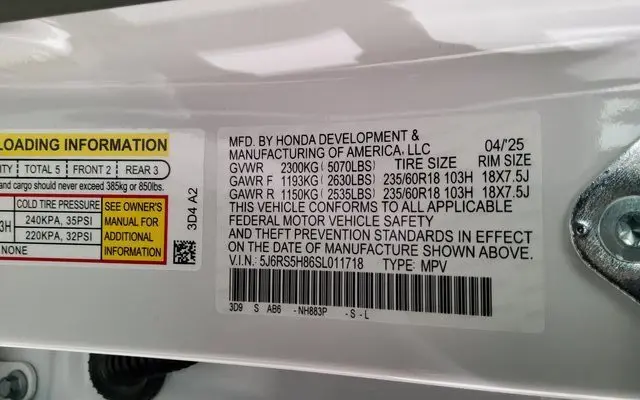 LOADING INFORMATION
ITY TOTAL 5 FRONT 2 REAR 3
and cargo should never exceed 385kg or 850lbs.
COLD TIRE PRESSURE
3H 240KPA, 35PSI
220KPA, 32PSI
NONE
SEE OWNER'S
MANUAL FOR
ADDITIONAL
INFORMATION
3D4 A2
MFD. BY HONDA DEVELOPMENT &
MANUFACTURING OF AMERICA, LLC 04/'25
GVWR 2300KG (5070LBS) TIRE SIZE RIM SIZE
GAWR F 1193KG (2630LBS) 235/60R18 103H 18X7.5J
GAWR R 1150KG (2535LBS) 235/60R18 103H 18X7.5J
THIS VEHICLE CONFORMS TO ALL APPLICABLE
FEDERAL MOTOR VEHICLE SAFETY
AND THEFT PREVENTION STANDARDS IN EFFECT
ON THE DATE OF MANUFACTURE SHOWN ABOVE.
V.I.N.: 5J6RS5H86SL011718 TYPE: MPV
3D9 S AB6 -NH883P -S-L